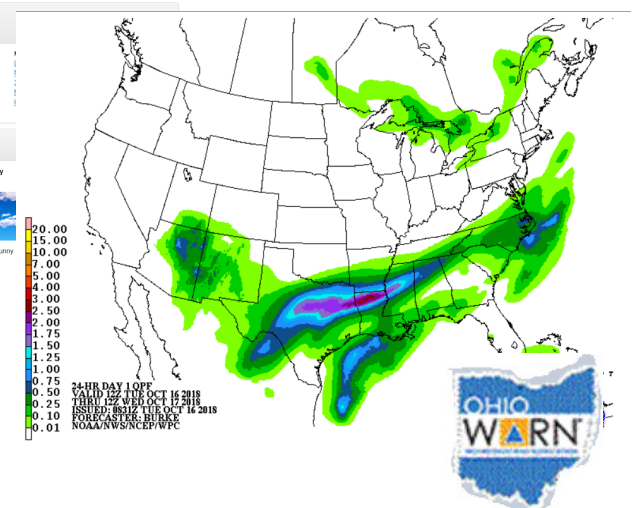 y
unny
20.00
15.00
10.00
7.00
5.00
4.00
3.00
2.50
2.00
1.75
1.50
1.25
1.00
0.75
0.50
0.25
0.10
0.01
24-HR DAY 1 QPF
VALID 12Z TUE OCT 16 2018
THRU 12Z WED OCT 17 2018
ISSUED: 0831Z TUE OCT 16 2018
FORECASTER: BURKE
NOAA/NWS/NCEP/WPC
OHIO
WARN